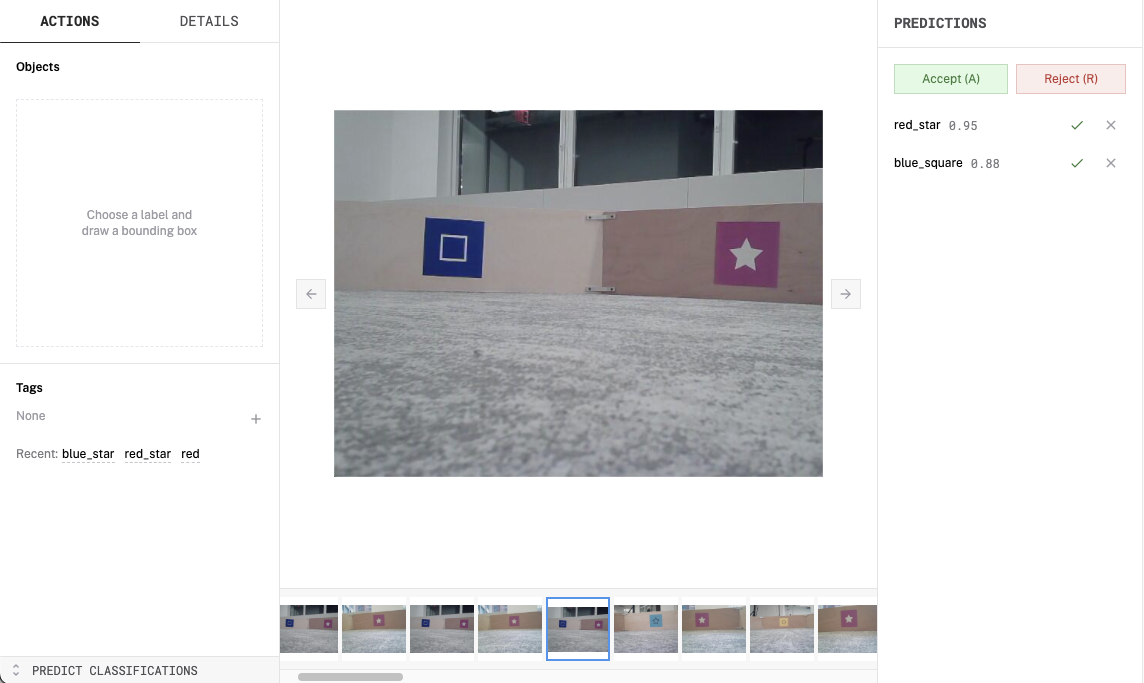 ACTIONS
DETAILS
Objects
Choose a label and
draw a bounding box
Tags
None
Recent: blue_star red_star red
PREDICT CLASSIFICATIONS
PREDICTIONS
Accept (A)
Reject (R)
red_star 0.95
blue_square 0.88